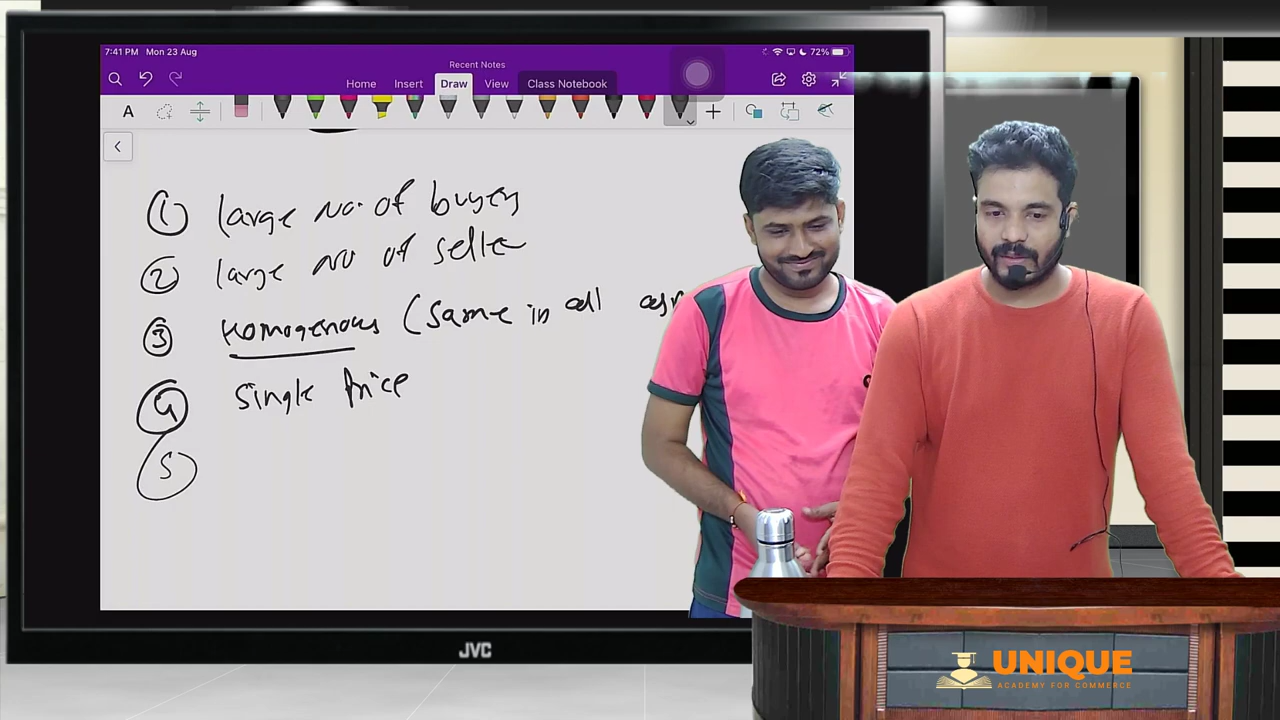 7:41 PM Mon 23 Aug
72%
Recent Notes
Home Insert Draw View Class Notebook
A
① large no. of buyers
② large no of seller
③ Homogenous (same in all
④ Single Price
⑤
JVC
UNIQUE
ACADEMY FOR COMMERCE